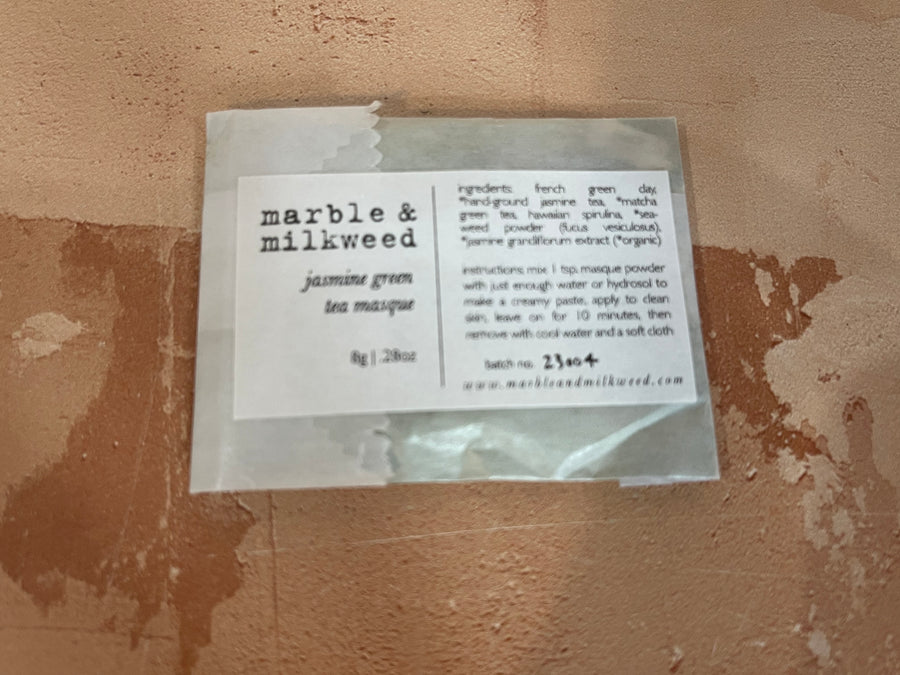 marble &
milkweed
jasmine green
tea masque
8g | .28oz
ingredients: french green clay,
*hand-ground jasmine tea, *matcha
green tea, hawaiian spirulina, *sea-
weed powder (fucus vesiculosus),
*jasmine grandiflorum extract (*organic)
instructions: mix 1 tsp. masque powder
with just enough water or hydrosol to
make a creamy paste, apply to clean
skin, leave on for 10 minutes, then
remove with cool water and a soft cloth
batch no. 23004
www.marbleandmilkweed.com